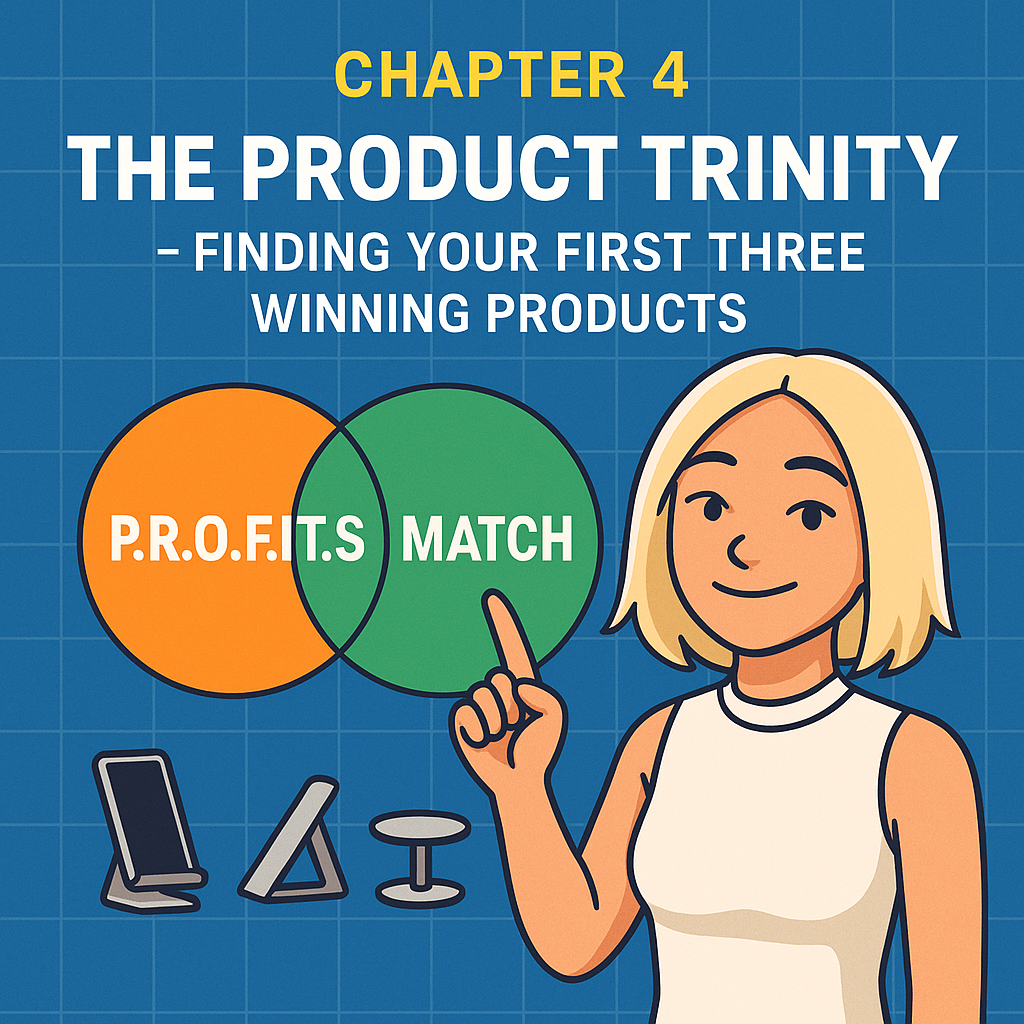 CHAPTER 4
THE PRODUCT TRINITY
– FINDING YOUR FIRST THREE
WINNING PRODUCTS
P.R.O.F.IT.S
MATCH